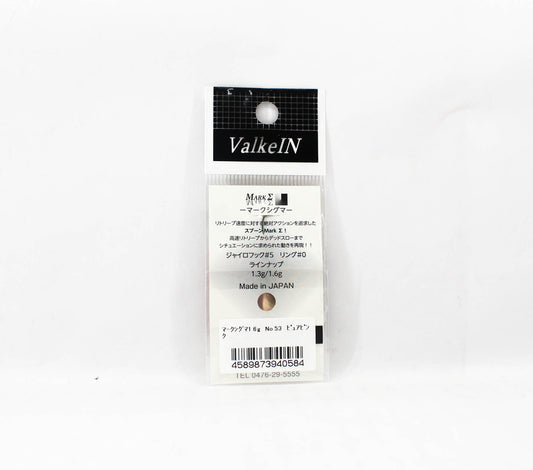 ValkeIN
MARK Σ
ーマークシグマー
リトリーブ速度に対する絶対アクションを追求した
スプーンMark Σ！
高速リトリーブからデッドスローまで
シチュエーションに求められた動きを再現！！
ジャイロフック#5 リング#0
ラインナップ
1.3g/1.6g
Made in JAPAN
ﾏｰｸｼｸﾞﾏ1.6g No.53 ﾋﾟｭｱﾋﾟﾝ
ｸ
4589873940584
TEL 0476-29-5555